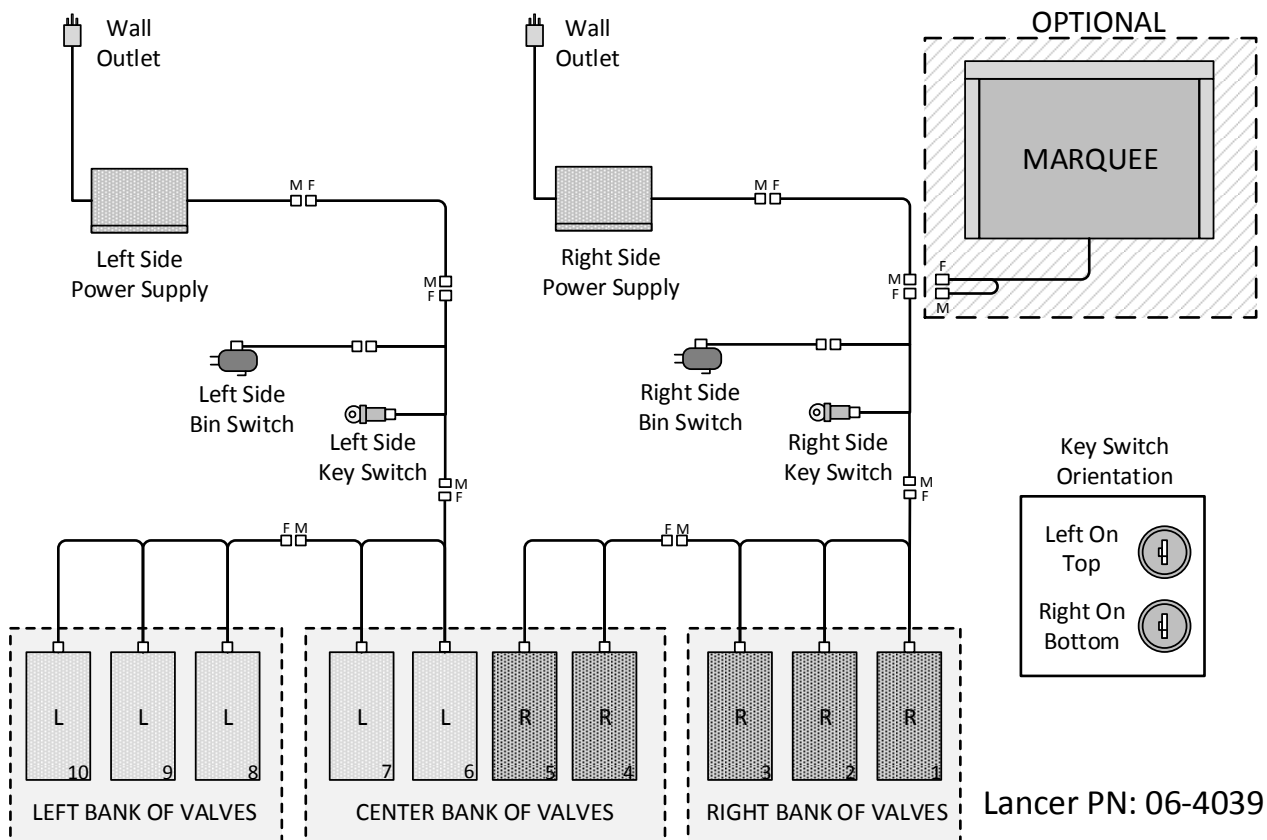 Wall
Outlet
Wall
Outlet
OPTIONAL
MARQUEE
M F
M F
Left Side
Power Supply
Right Side
Power Supply
M
F
M
F
F
M
Left Side
Bin Switch
Right Side
Bin Switch
Left Side
Key Switch
Right Side
Key Switch
Key Switch
Orientation
Left On
Top
Right On
Bottom
M
F
M
F
F M
F M
L
L
L
L
L
R
R
R
R
R
10
9
8
7
6
5
4
3
2
1
LEFT BANK OF VALVES
CENTER BANK OF VALVES
RIGHT BANK OF VALVES
Lancer PN: 06-4039